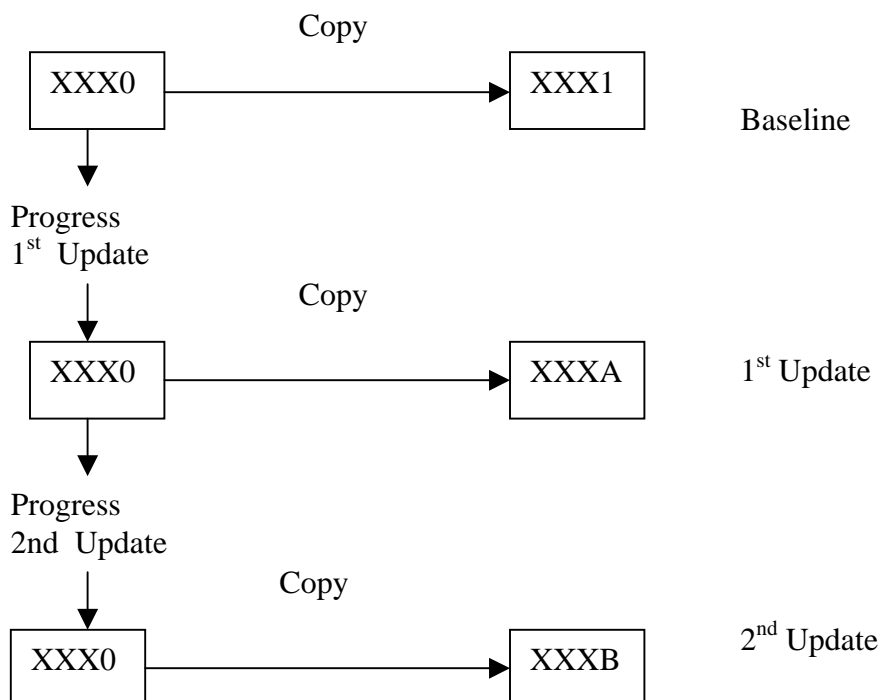 Copy
XXX0
XXX1
Baseline
Progress
1st Update
Copy
XXX0
XXXA
1st Update
Progress
2nd Update
Copy
XXX0
XXXB
2nd Update